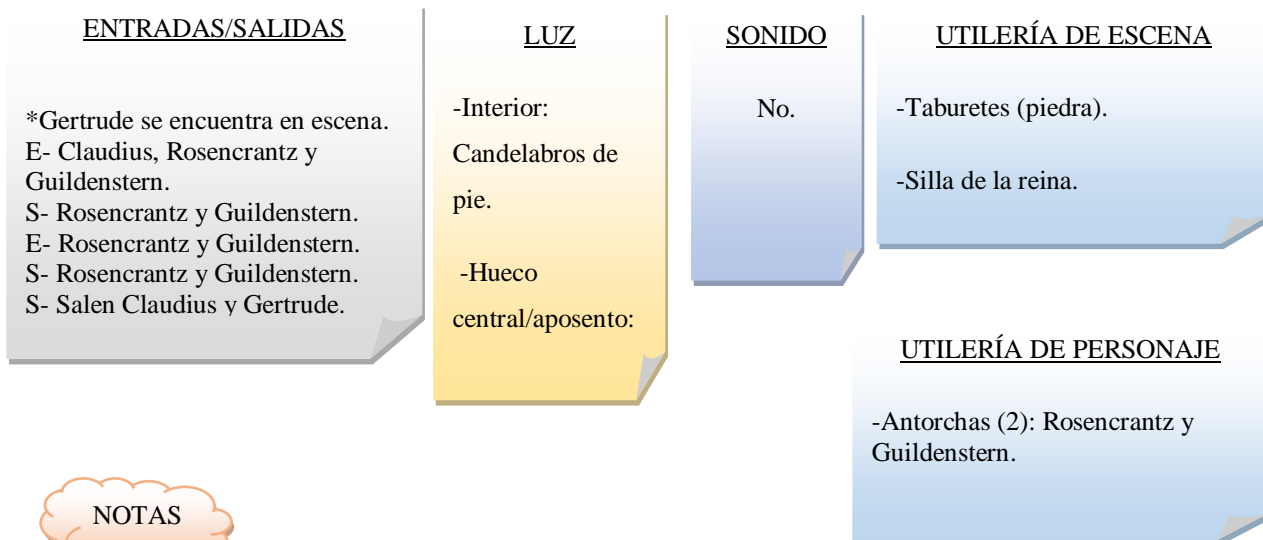 ENTRADAS/SALIDAS
*Gertrude se encuentra en escena.
E- Claudius, Rosencrantz y
Guildenstern.
S- Rosencrantz y Guildenstern.
E- Rosencrantz y Guildenstern.
S- Rosencrantz y Guildenstern.
S- Salen Claudius y Gertrude.
LUZ
-Interior:
Candelabros de
pie.
-Hueco
central/aposento:
SONIDO
No.
UTILERÍA DE ESCENA
-Taburetes (piedra).
-Silla de la reina.
UTILERÍA DE PERSONAJE
-Antorchas (2): Rosencrantz y
Guildenstern.
NOTAS